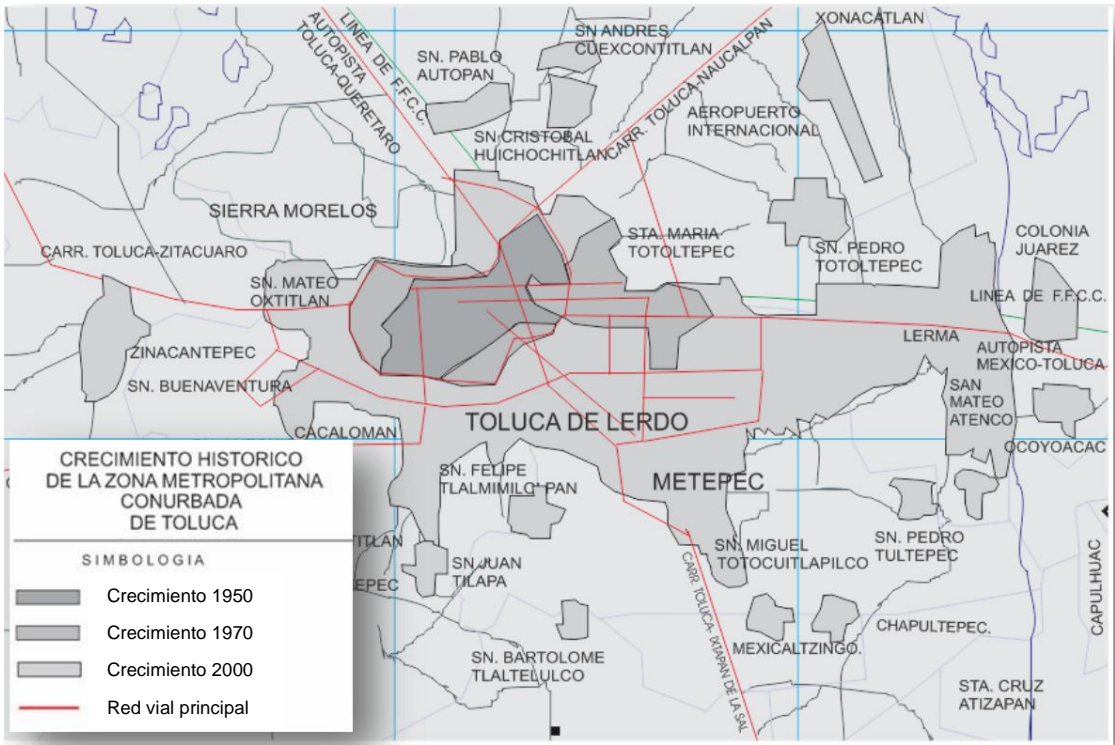 XONACATLAN
SN ANDRES
CUEXCONTITLAN
AUTOPISTA
TOLUCA-QUERETARO
LINEA DE F.F.C.C.
SN. PABLO
AUTOPAN
CARR. TOLUCA-NAUCALPAN
AEROPUERTO
INTERNACIONAL
SN CRISTOBAL
HUICHOCHITLAN
SIERRA MORELOS
STA. MARIA
TOTOLTEPEC
COLONIA
JUAREZ
CARR. TOLUCA-ZITACUARO
SN. PEDRO
TOTOLTEPEC
SN. MATEO
OXTITLAN
LINEA DE F.F.C.C.
LERMA
AUTOPISTA
MEXICO-TOLUCA
ZINACANTEPEC
SN. BUENAVENTURA
SAN
MATEO
ATENCO
TOLUCA DE LERDO
CACALOMAN
OCOYOACAC
METEPEC
SN. FELIPE
TLALMIMILOLPAN
SN. MIGUEL
TOTOCUITLAPILCO
SN. PEDRO
TULTEPEC
TITLAN
TEPEC
SN JUAN
TILAPA
CARR. TOLUCA- IXTAPAN DE LA SAL
CAPULHUAC
CHAPULTEPEC.
MEXICALTZINGO.
SN. BARTOLOME
TLALTELULCO
STA. CRUZ
ATIZAPAN
CRECIMIENTO HISTORICO
DE LA ZONA METROPOLITANA
CONURBADA
DE TOLUCA
SIMBOLOGIA
Crecimiento 1950
Crecimiento 1970
Crecimiento 2000
Red vial principal